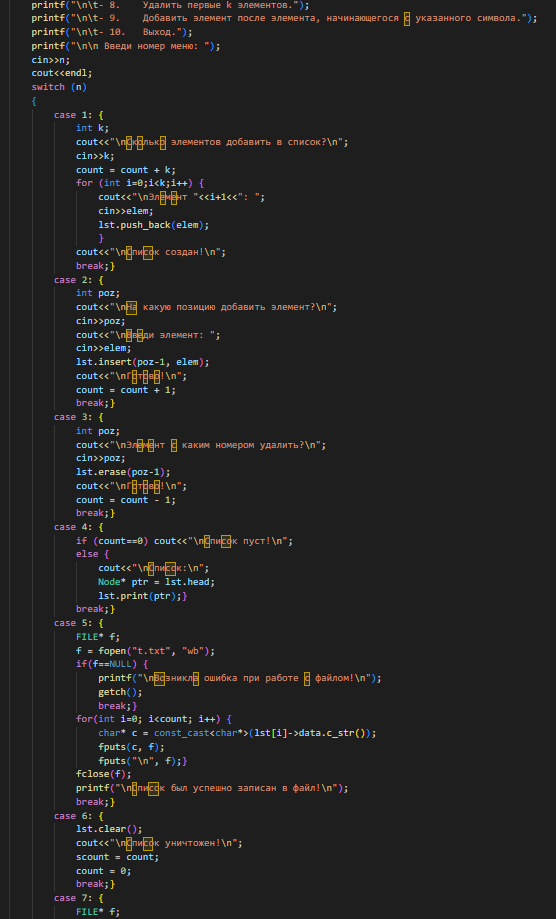 printf("\n\t- 8.    Удалить первые k элементов.");
printf("\n\t- 9.    Добавить элемент после элемента, начинающегося с указанного символа.");
printf("\n\t- 10.   Выход.");
printf("\n\n Введи номер меню: ");
cin>>n;
cout<<endl;
switch (n)
{
    case 1: {
        int k;
        cout<<"\nСколько элементов добавить в список?\n";
        cin>>k;
        count = count + k;
        for (int i=0;i<k;i++) {
            cout<<"\nЭлемент "<<i+1<<": ";
            cin>>elem;
            lst.push_back(elem);
            }
        cout<<"\nСписок создан!\n";
        break;}
    case 2: {
        int poz;
        cout<<"\nНа какую позицию добавить элемент?\n";
        cin>>poz;
        cout<<"\nВведи элемент: ";
        cin>>elem;
        lst.insert(poz-1, elem);
        cout<<"\nГотово!\n";
        count = count + 1;
        break;}
    case 3: {
        int poz;
        cout<<"\nЭлемент с каким номером удалить?\n";
        cin>>poz;
        lst.erase(poz-1);
        cout<<"\nГотово!\n";
        count = count - 1;
        break;}
    case 4: {
        if (count==0) cout<<"\nСписок пуст!\n";
        else {
            cout<<"\nСписок:\n";
            Node* ptr = lst.head;
            lst.print(ptr);}
        break;}
    case 5: {
        FILE* f;
        f = fopen("t.txt", "wb");
        if(f==NULL) {
            printf("\nВозникла ошибка при работе с файлом!\n");
            getch();
            break;}
        for(int i=0; i<count; i++) {
            char* c = const_cast<char*>(lst[i]->data.c_str());
            fputs(c, f);
            fputs("\n", f);}
        fclose(f);
        printf("\nСписок был успешно записан в файл!\n");
        break;}
    case 6: {
        lst.clear();
        cout<<"\nСписок уничтожен!\n";
        scount = count;
        count = 0;
        break;}
    case 7: {
        FILE* f;